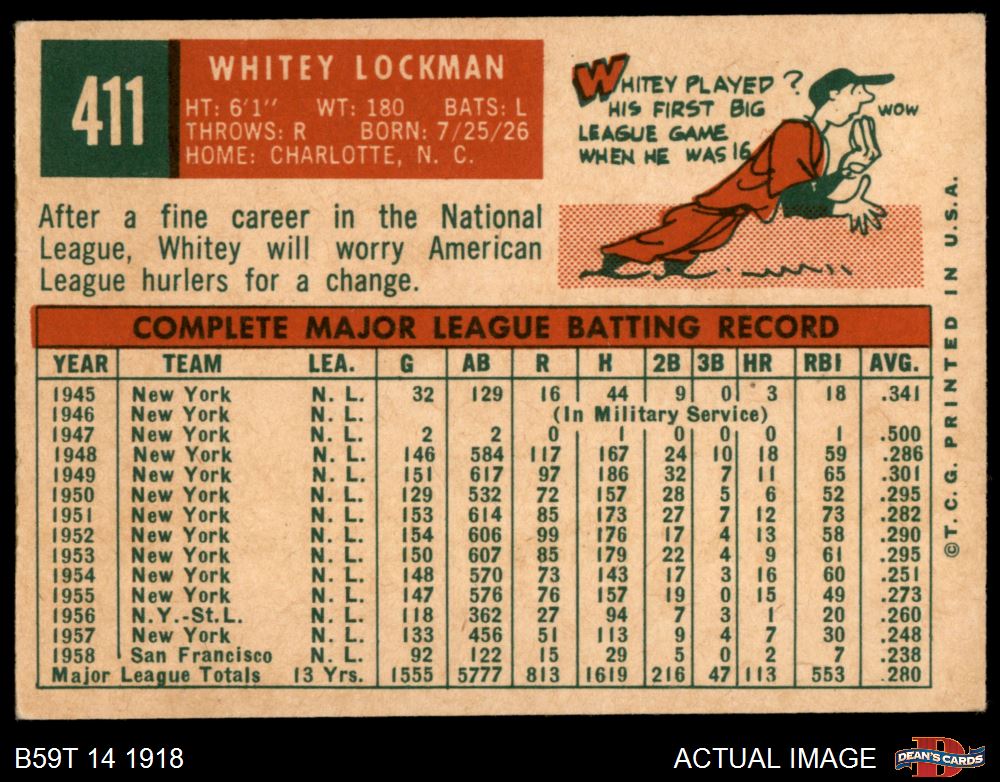 411
WHITEY LOCKMAN
HT: 6'1" WT: 180 BATS: L
THROWS: R BORN: 7/25/26
HOME: CHARLOTTE, N. C.
WHITEY PLAYED ?
HIS FIRST BIG
LEAGUE GAME
WHEN HE WAS 16
WOW
After a fine career in the National
League, Whitey will worry American
League hurlers for a change.
COMPLETE MAJOR LEAGUE BATTING RECORD
YEAR TEAM LEA. G AB R H 2B 3B HR RBI AVG.
1945 New York N. L. 32 129 16 44 9 0 3 18 .341
1946 New York N. L. (In Military Service)
1947 New York N. L. 2 2 0 1 0 0 0 1 .500
1948 New York N. L. 146 584 117 167 24 10 18 59 .286
1949 New York N. L. 151 617 97 186 32 7 11 65 .301
1950 New York N. L. 129 532 72 157 28 5 6 52 .295
1951 New York N. L. 153 614 85 173 27 7 12 73 .282
1952 New York N. L. 154 606 99 176 17 4 13 58 .290
1953 New York N. L. 150 607 85 179 22 4 9 61 .295
1954 New York N. L. 148 570 73 143 17 3 16 60 .251
1955 New York N. L. 147 576 76 157 19 0 15 49 .273
1956 N.Y.-St.L. N. L. 118 362 27 94 7 3 1 20 .260
1957 New York N. L. 133 456 51 113 9 4 7 30 .248
1958 San Francisco N. L. 92 122 15 29 5 0 2 7 .238
Major League Totals 13 Yrs. 1555 5777 813 1619 216 47 113 553 .280
©T. C. G. PRINTED IN U.S.A.
B59T 14 1918
ACTUAL IMAGE
D
DEAN'S CARDS